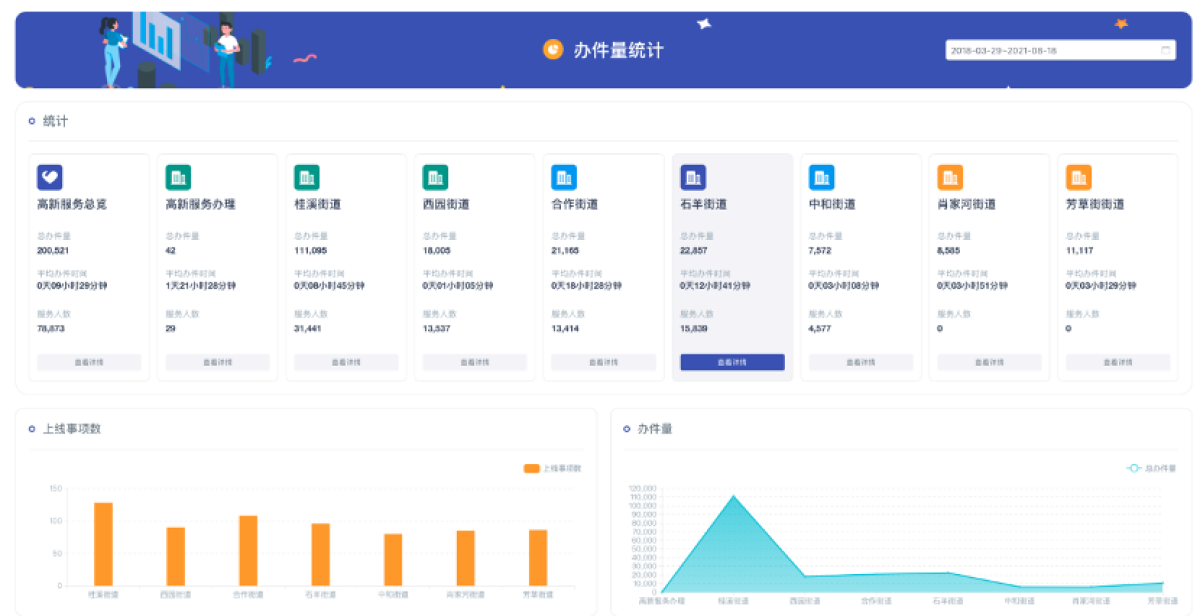 办件量统计
2018-03-29~2021-08-18
统计
高新服务总览
总办件量
200,521
平均办件时间
0天09小时29分钟
服务人数
78,873
查看详情
高新服务办理
总办件量
42
平均办件时间
1天21小时28分钟
服务人数
29
查看详情
桂溪街道
总办件量
111,095
平均办件时间
0天08小时45分钟
服务人数
31,441
查看详情
西园街道
总办件量
18,005
平均办件时间
0天01小时05分钟
服务人数
13,537
查看详情
合作街道
总办件量
21,165
平均办件时间
0天18小时28分钟
服务人数
13,414
查看详情
石羊街道
总办件量
22,857
平均办件时间
0天12小时41分钟
服务人数
15,839
查看详情
中和街道
总办件量
7,572
平均办件时间
0天03小时08分钟
服务人数
4,577
查看详情
肖家河街道
总办件量
8,585
平均办件时间
0天03小时51分钟
服务人数
0
查看详情
芳草街街道
总办件量
11,117
平均办件时间
0天03小时29分钟
服务人数
0
查看详情
上线事项数
上线事项数
150
100
50
0
桂溪街道
西园街道
合作街道
石羊街道
中和街道
肖家河街道
芳草街道
办件量
总办件量
120,000
110,000
100,000
90,000
80,000
70,000
60,000
50,000
40,000
30,000
20,000
10,000
0
高新服务办理
桂溪街道
西园街道
合作街道
石羊街道
中和街道
肖家河街道
芳草街道